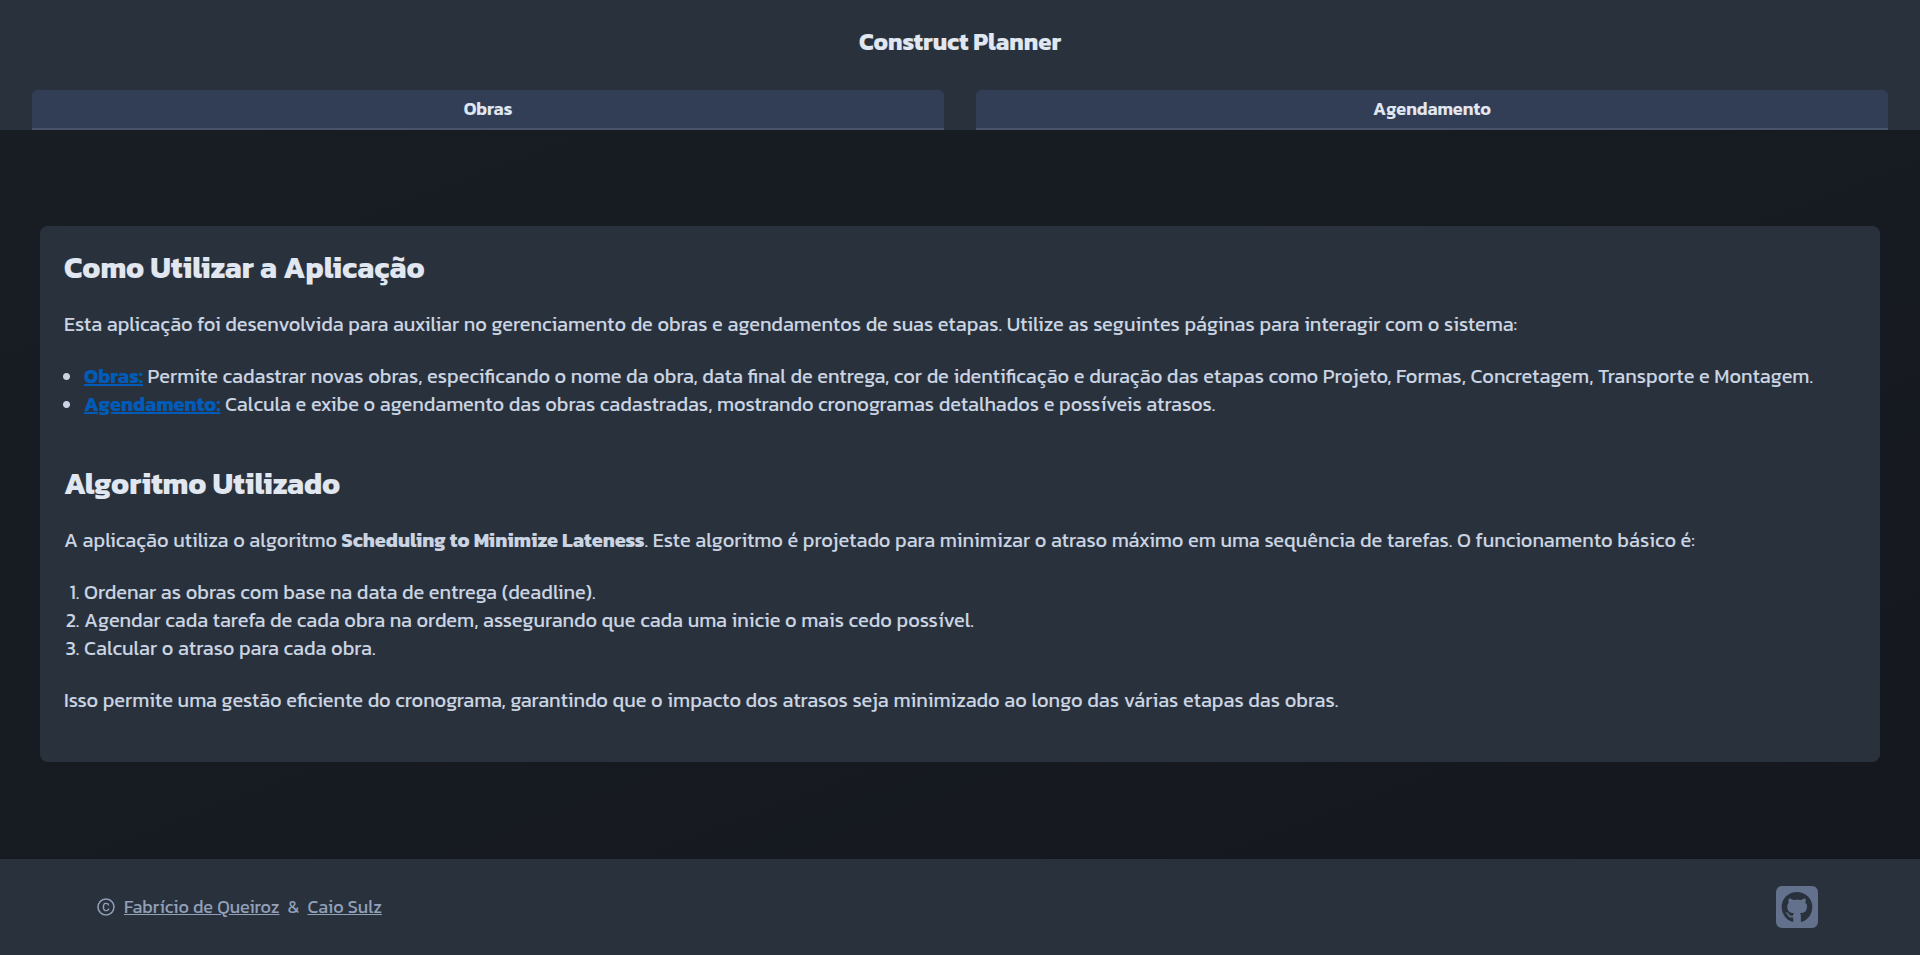 Construct Planner
Obras
Agendamento
Como Utilizar a Aplicação
Esta aplicação foi desenvolvida para auxiliar no gerenciamento de obras e agendamentos de suas etapas. Utilize as seguintes páginas para interagir com o sistema:
• Obras: Permite cadastrar novas obras, especificando o nome da obra, data final de entrega, cor de identificação e duração das etapas como Projeto, Formas, Concretagem, Transporte e Montagem.
• Agendamento: Calcula e exibe o agendamento das obras cadastradas, mostrando cronogramas detalhados e possíveis atrasos.
Algoritmo Utilizado
A aplicação utiliza o algoritmo Scheduling to Minimize Lateness. Este algoritmo é projetado para minimizar o atraso máximo em uma sequência de tarefas. O funcionamento básico é:
1. Ordenar as obras com base na data de entrega (deadline).
2. Agendar cada tarefa de cada obra na ordem, assegurando que cada uma inicie o mais cedo possível.
3. Calcular o atraso para cada obra.
Isso permite uma gestão eficiente do cronograma, garantindo que o impacto dos atrasos seja minimizado ao longo das várias etapas das obras.
© Fabrício de Queiroz & Caio Sulz